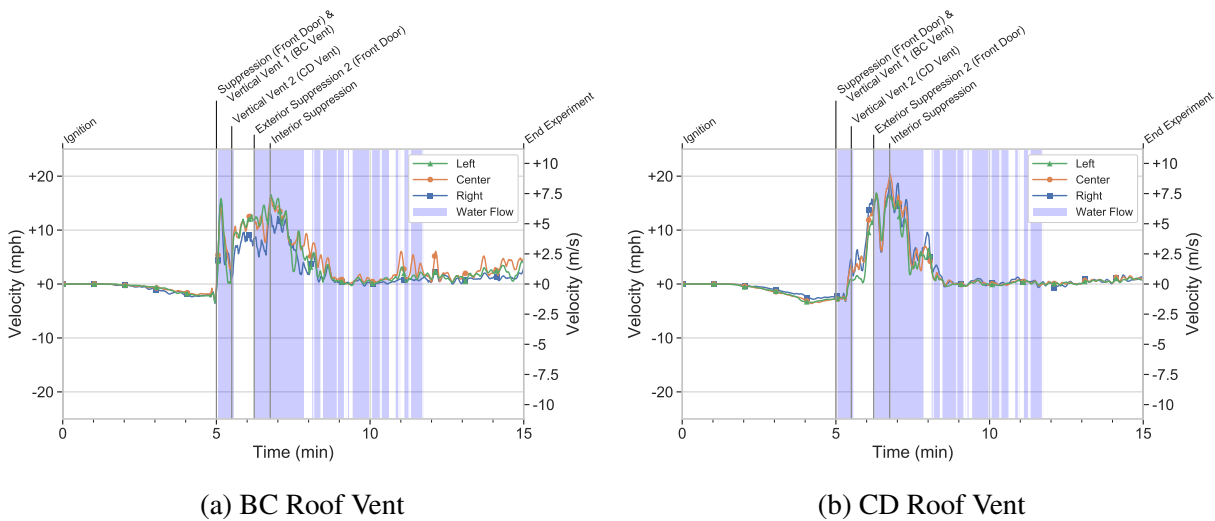 Suppression (Front Door) &
Vertical Vent 1 (BC Vent)
Vertical Vent 2 (CD Vent)
Exterior Suppression 2 (Front Door)
Interior Suppression
Ignition
End Experiment
Left
Center
Right
Water Flow
+20
+10
+0
-10
-20
Velocity (mph)
+10
+7.5
+5
+2.5
+0
-2.5
-5
-7.5
-10
Velocity (m/s)
0
5
10
15
Time (min)
(a) BC Roof Vent
Suppression (Front Door) &
Vertical Vent 1 (BC Vent)
Vertical Vent 2 (CD Vent)
Exterior Suppression 2 (Front Door)
Interior Suppression
Ignition
End Experiment
Left
Center
Right
Water Flow
+20
+10
+0
-10
-20
Velocity (mph)
+10
+7.5
+5
+2.5
+0
-2.5
-5
-7.5
-10
Velocity (m/s)
0
5
10
15
Time (min)
(b) CD Roof Vent